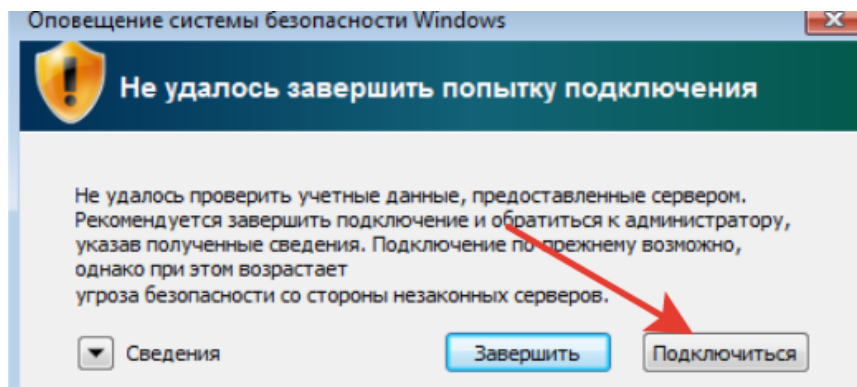 Оповещение системы безопасности Windows
Не удалось завершить попытку подключения
Не удалось проверить учетные данные, предоставленные сервером.
Рекомендуется завершить подключение и обратиться к администратору,
указав полученные сведения. Подключение по-прежнему возможно,
однако при этом возрастает
угроза безопасности со стороны незаконных серверов.
Сведения
Завершить
Подключиться